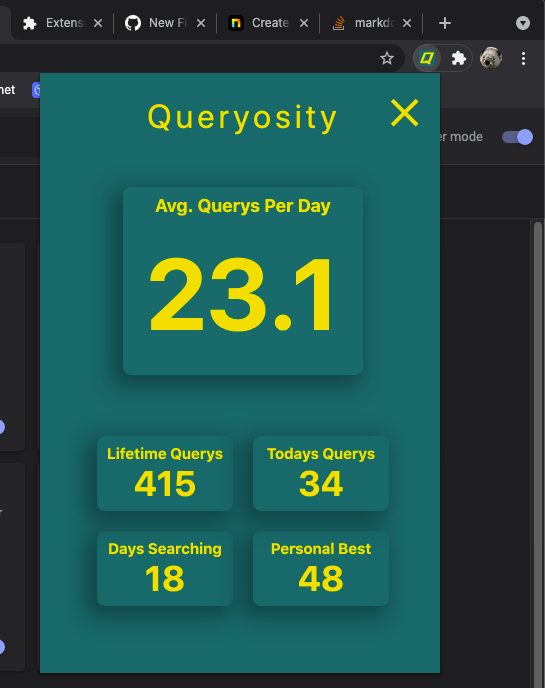 Extens
New Fi
Create
markdo
net
Queryosity
er mode
Avg. Querys Per Day
23.1
Lifetime Querys
415
Todays Querys
34
Days Searching
18
Personal Best
48